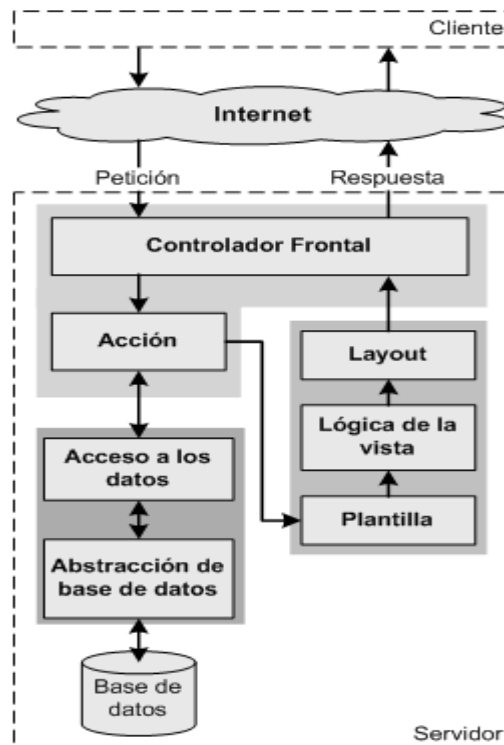 Cliente
Internet
Petición
Respuesta
Controlador Frontal
Acción
Layout
Lógica de la
vista
Acceso a los
datos
Plantilla
Abstracción de
base de datos
Base de
datos
Servidor